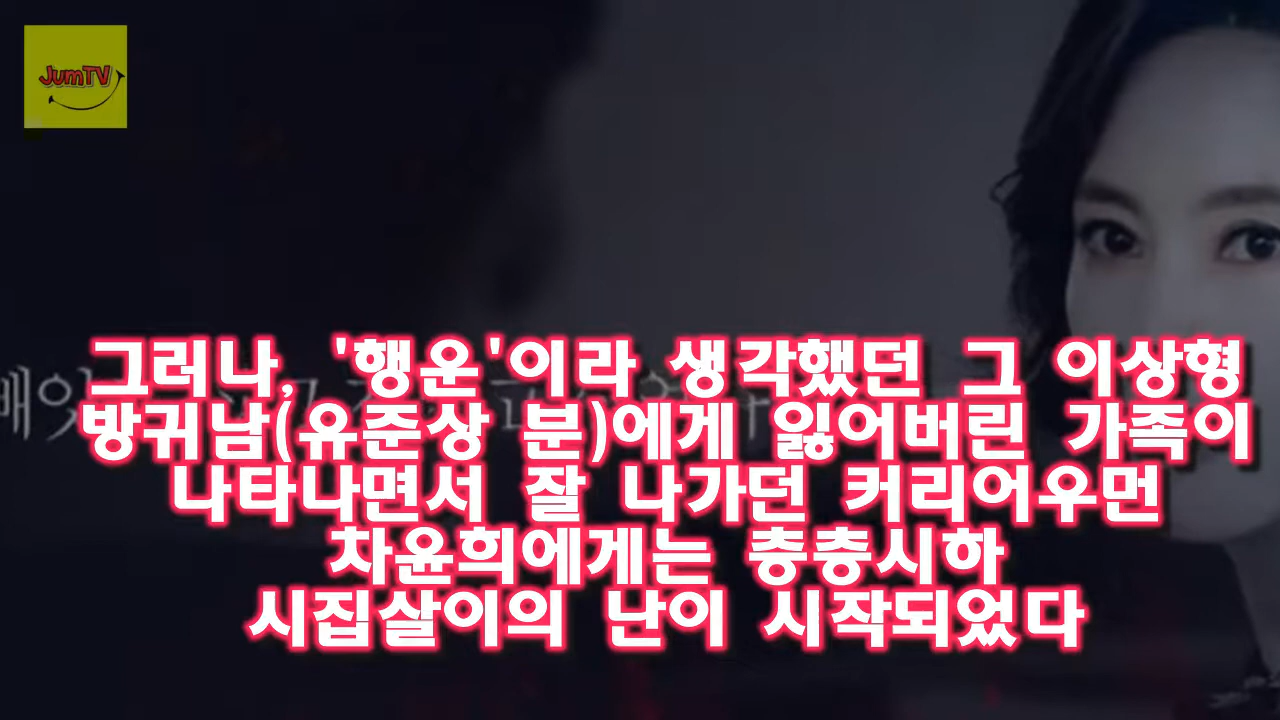 JumTV
그러나, '행운'이라 생각했던 그 이상형
방귀남(유준상 분)에게 잃어버린 가족이
나타나면서 잘 나가던 커리어우먼
차윤희에게는 층층시하
시집살이의 난이 시작되었다